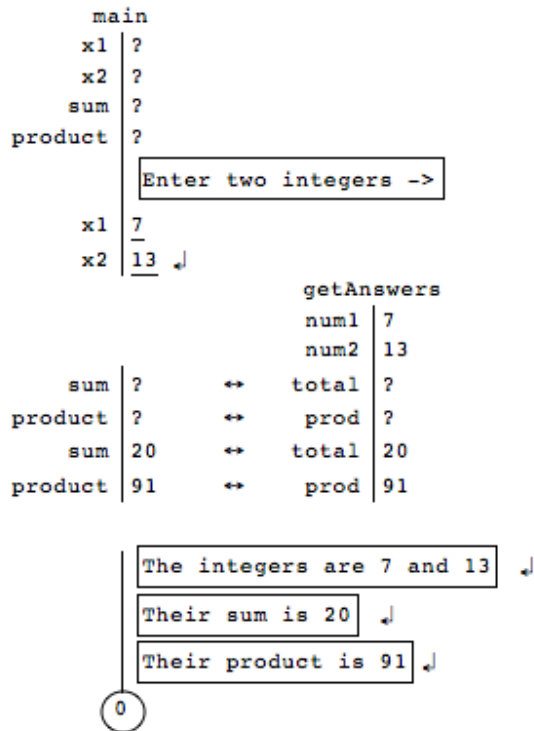 main
x1 ?
x2 ?
sum ?
product ?
Enter two integers ->
x1 7
x2 13 ↲
getAnswers
num1 7
num2 13
sum ? ↔ total ?
product ? ↔ prod ?
sum 20 ↔ total 20
product 91 ↔ prod 91
The integers are 7 and 13 ↲
Their sum is 20 ↲
Their product is 91 ↲
0